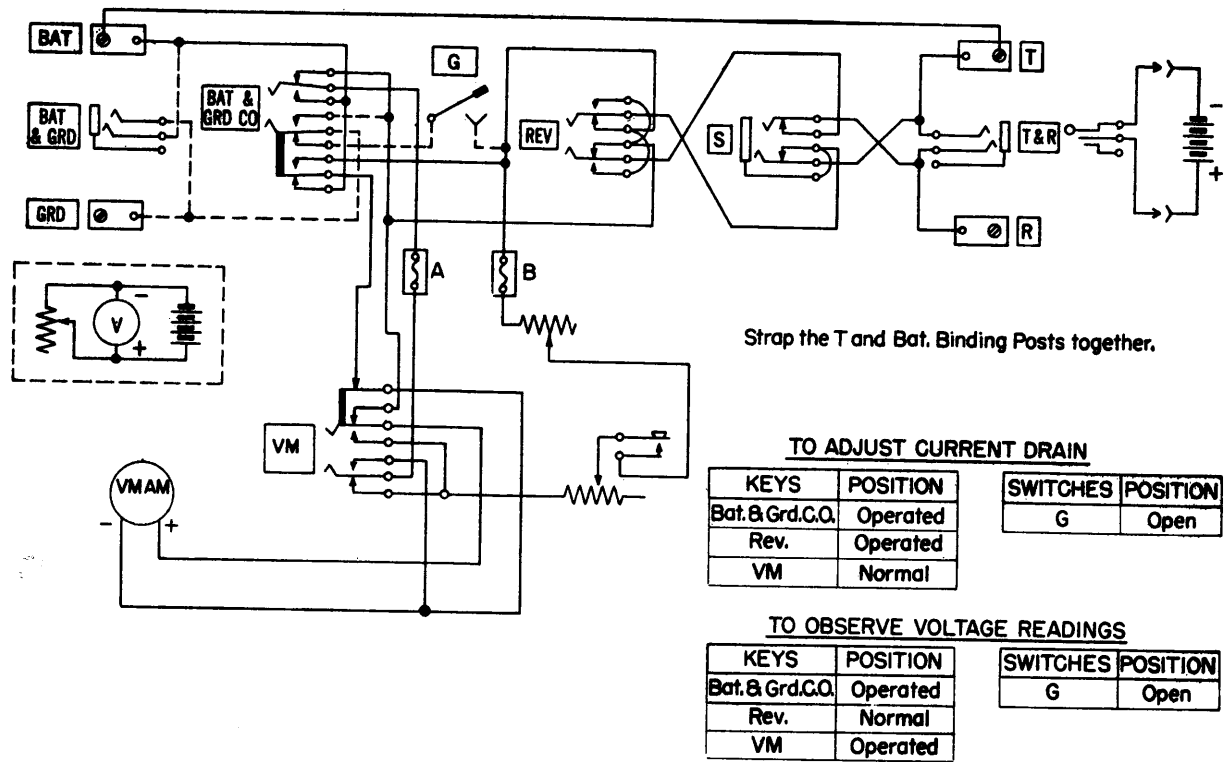 BAT
T
G
BAT &
GRD CO
BAT
& GRD
REV
S
T&R
-
+
GRD
R
A
B
-
V
+
Strap the T and Bat. Binding Posts together.
VM
VMAM
- +
TO ADJUST CURRENT DRAIN
KEYS POSITION SWITCHES POSITION
Bat.& Grd.C.O. Operated G Open
Rev. Operated
VM Normal
TO OBSERVE VOLTAGE READINGS
KEYS POSITION SWITCHES POSITION
Bat.& Grd.C.O. Operated G Open
Rev. Normal
VM Operated